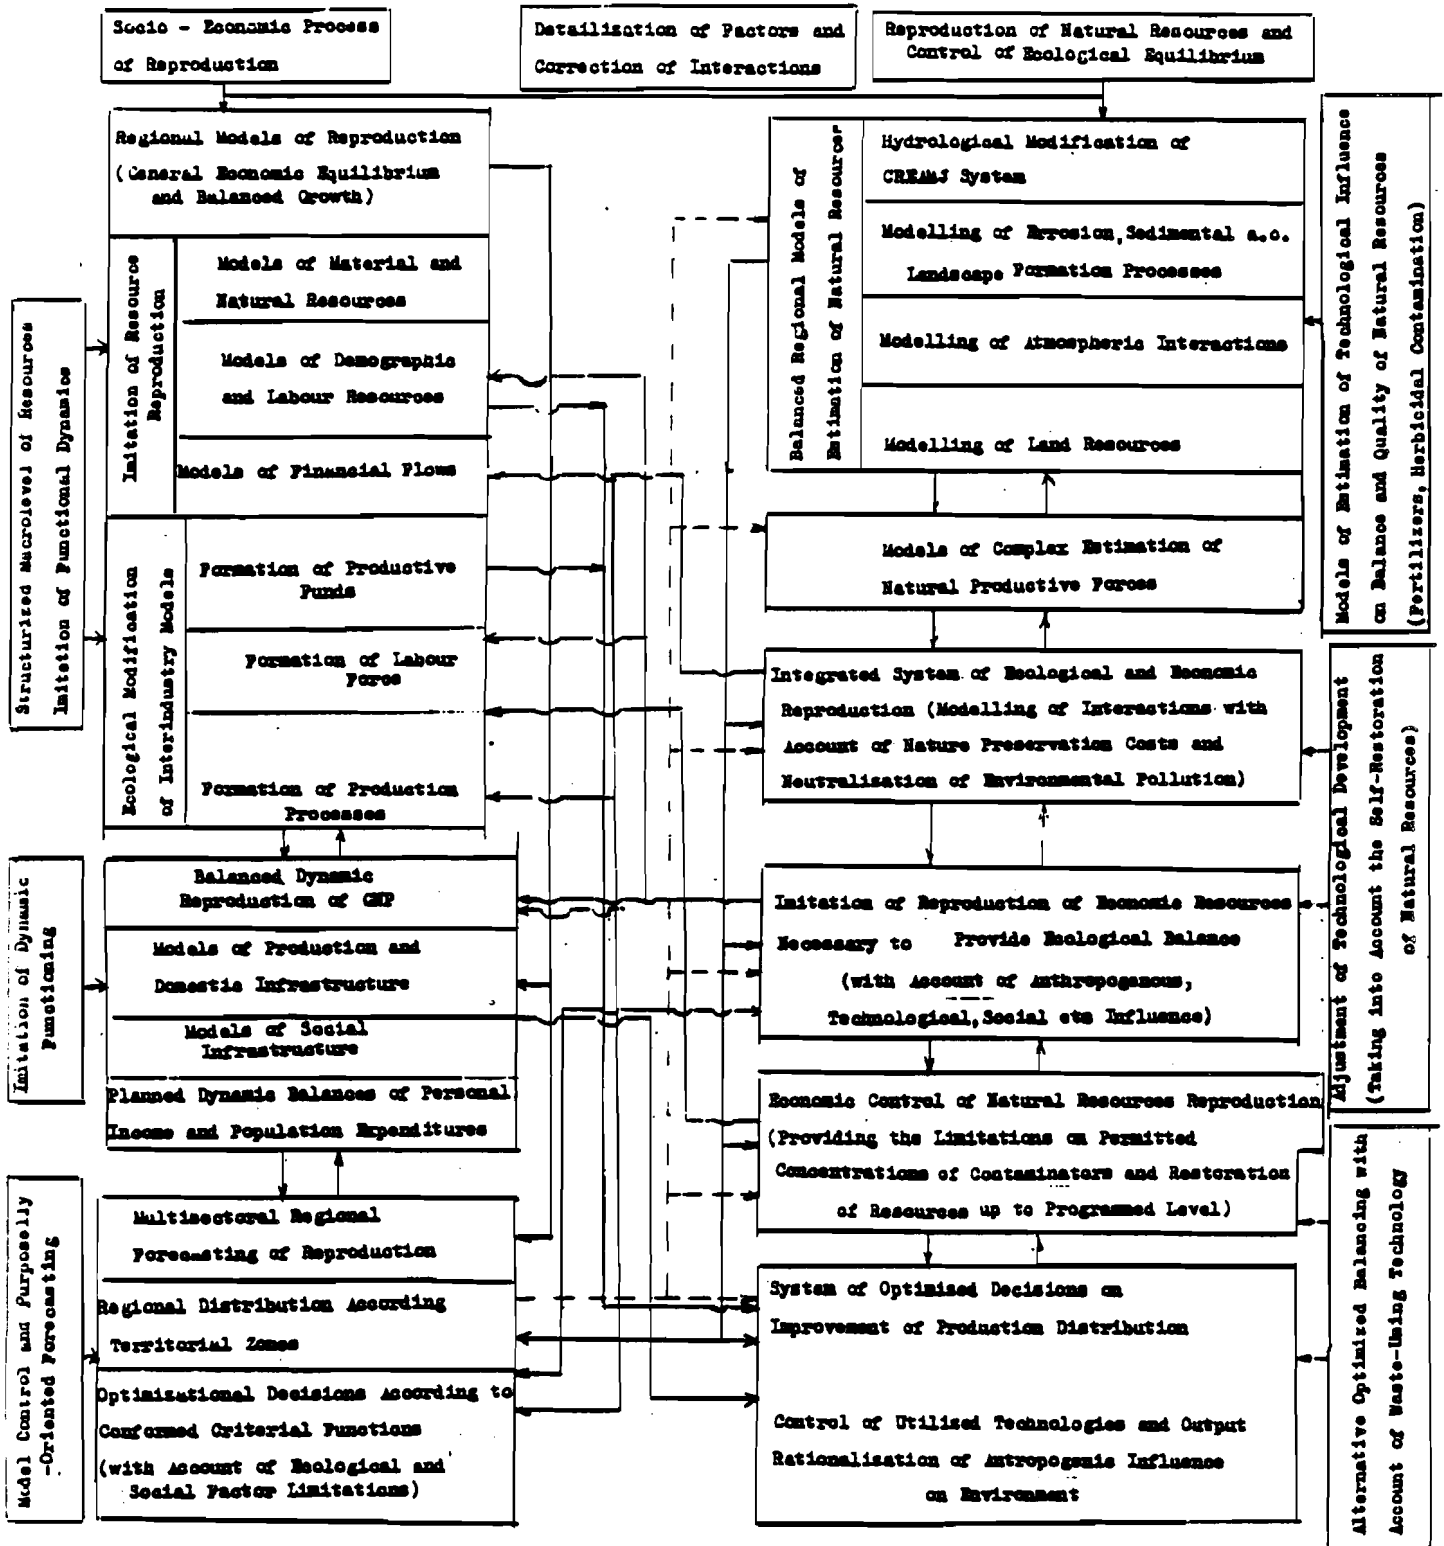 Socio - Economic Process
of Reproduction
Detailisation of Factors and
Correction of Interactions
Reproduction of Natural Resources and
Control of Ecological Equilibrium
Structurized Macrolevel of Resources
Imitation of Functional Dynamics
Imitation of Dynamic
Functioning
Model Control and Purposelly
-Oriented Forecasting
Regional Models of Reproduction
(General Economic Equilibrium
and Balanced Growth)
Imitation of Resource
Reproduction
Models of Material and
Natural Resources
Models of Demographic
and Labour Resources
Models of Financial Flows
Ecological Modification
of Interindustry Models
Formation of Productive
Funds
Formation of Labour
Force
Formation of Production
Processes
Balanced Dynamic
Reproduction of GNP
Models of Production and
Domestic Infrastructure
Models of Social
Infrastructure
Planned Dynamic Balances of Personal
Income and Population Expenditures
Multisectoral Regional
Forecasting of Reproduction
Regional Distribution According
Territorial Zones
Optimizational Decisions According to
Conformed Criterial Functions
(with Account of Ecological and
Social Factor Limitations)
Balanced Regional Models of
Estimation of Natural Resources
Hydrological Modification of
CREAMJ System
Modelling of Errosion, Sedimental a.o.
Landscape Formation Processes
Modelling of Atmospheric Interactions
Modelling of Land Resources
Models of Complex Estimation of
Natural Productive Forces
Integrated System of Ecological and Economic
Reproduction (Modelling of Interactions with
Account of Nature Preservation Costs and
Neutralisation of Environmental Pollution)
Imitation of Reproduction of Economic Resources
Necessary to Provide Ecological Balance
(with Account of Anthropogenous,
Technological, Social ets Influence)
Economic Control of Natural Resources Reproduction
(Providing the Limitations on Permitted
Concentrations of Contaminators and Restoration
of Resources up to Programmed Level)
System of Optimised Decisions on
Improvement of Production Distribution
Control of Utilized Technologies and Output
Rationalisation of Antropogenic Influence
on Environment
Models of Estimation of Technological Influence
on Balance and Quality of Natural Resources
(Fertilizers, Herbicidal Contamination)
Adjustment of Technological Development
(Taking into Account the Self-Restoration
of Natural Resources)
Alternative Optimized Balancing with
Account of Waste-Using Technology